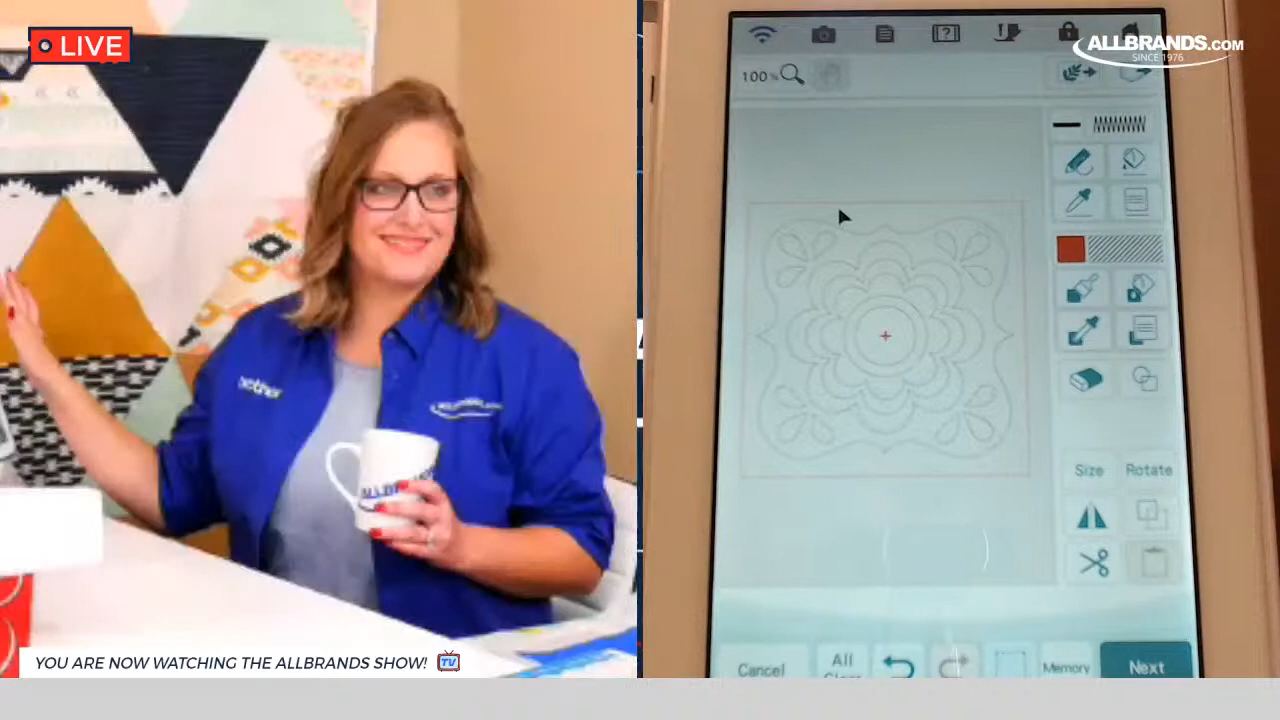 LIVE
ALLBRANDS.com
SINCE 1976
100%
brother
Size
Rotate
Cancel
All
Memory
Next
YOU ARE NOW WATCHING THE ALLBRANDS SHOW!
TV